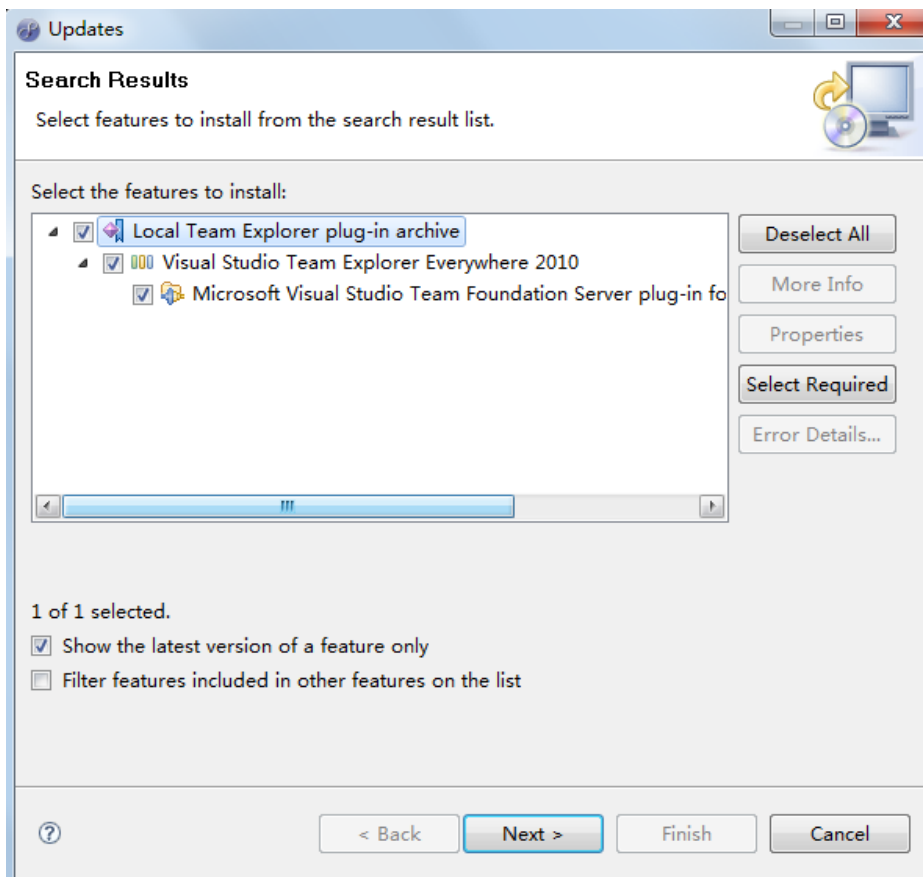 Updates
Search Results
Select features to install from the search result list.
Select the features to install:
Local Team Explorer plug-in archive
Visual Studio Team Explorer Everywhere 2010
Microsoft Visual Studio Team Foundation Server plug-in fo
Deselect All
More Info
Properties
Select Required
Error Details...
1 of 1 selected.
Show the latest version of a feature only
Filter features included in other features on the list
< Back
Next >
Finish
Cancel